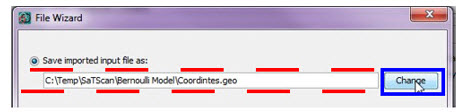 File Wizard
Save imported input file as:
C:\Temp\SaTScan\Bernoulli Model\Coordintes.geo
Change